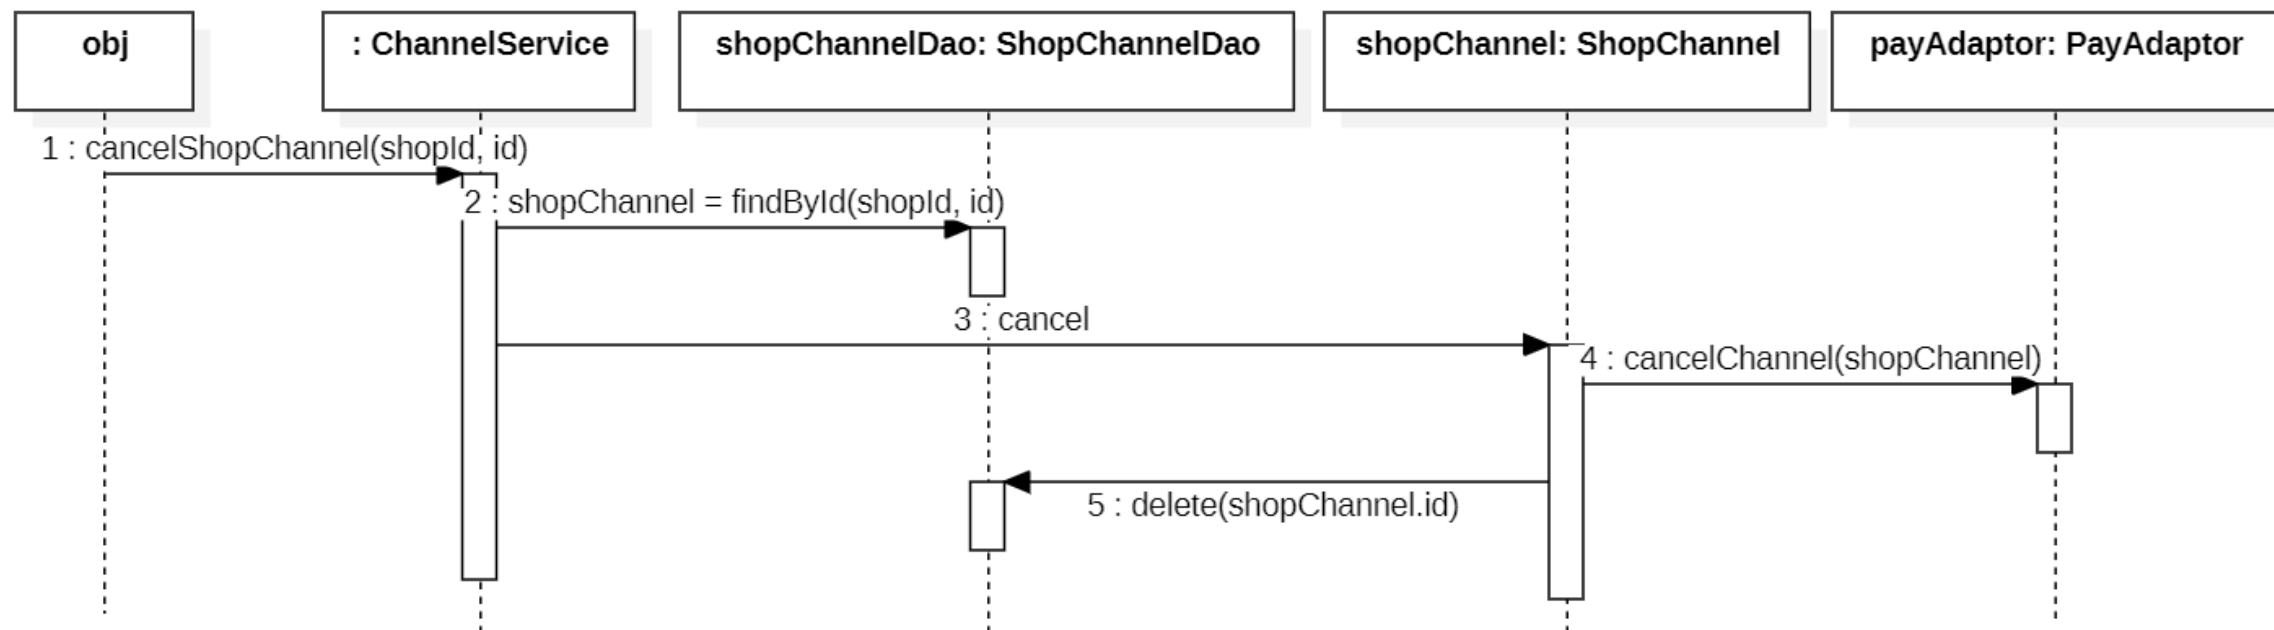 obj
: ChannelService
shopChannelDao: ShopChannelDao
shopChannel: ShopChannel
payAdaptor: PayAdaptor
1 : cancelShopChannel(shopId, id)
2 : shopChannel = findById(shopId, id)
3 : cancel
4 : cancelChannel(shopChannel)
5 : delete(shopChannel.id)